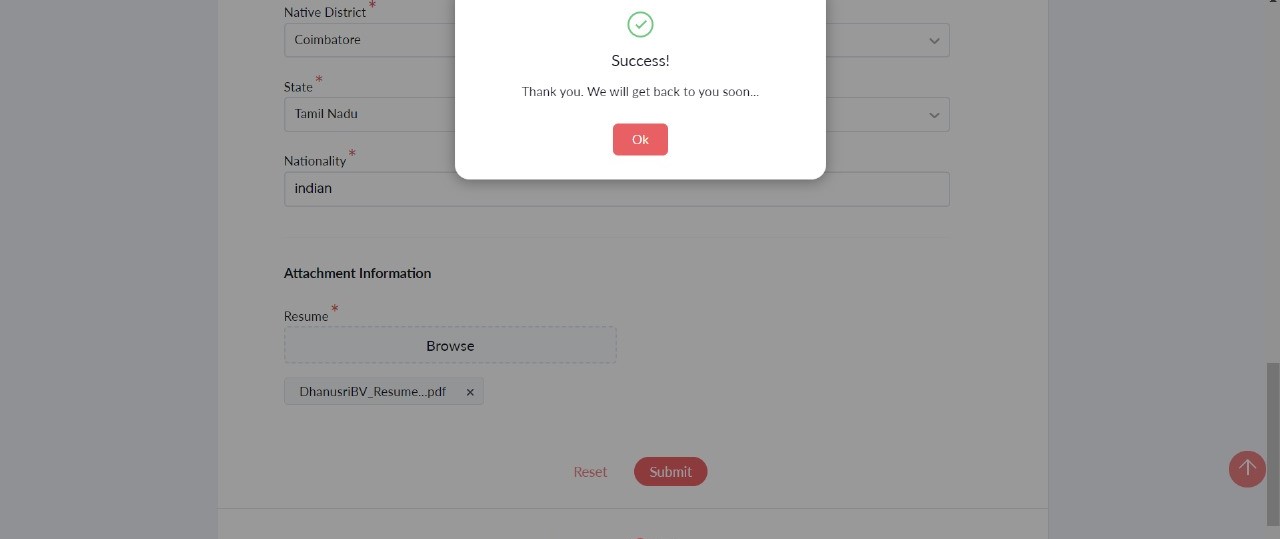 Native District *
Coimbatore
Success!
Thank you. We will get back to you soon...
Ok
State *
Tamil Nadu
Nationality *
indian
Attachment Information
Resume *
Browse
DhanusriBV_Resume...pdf ×
Reset
Submit